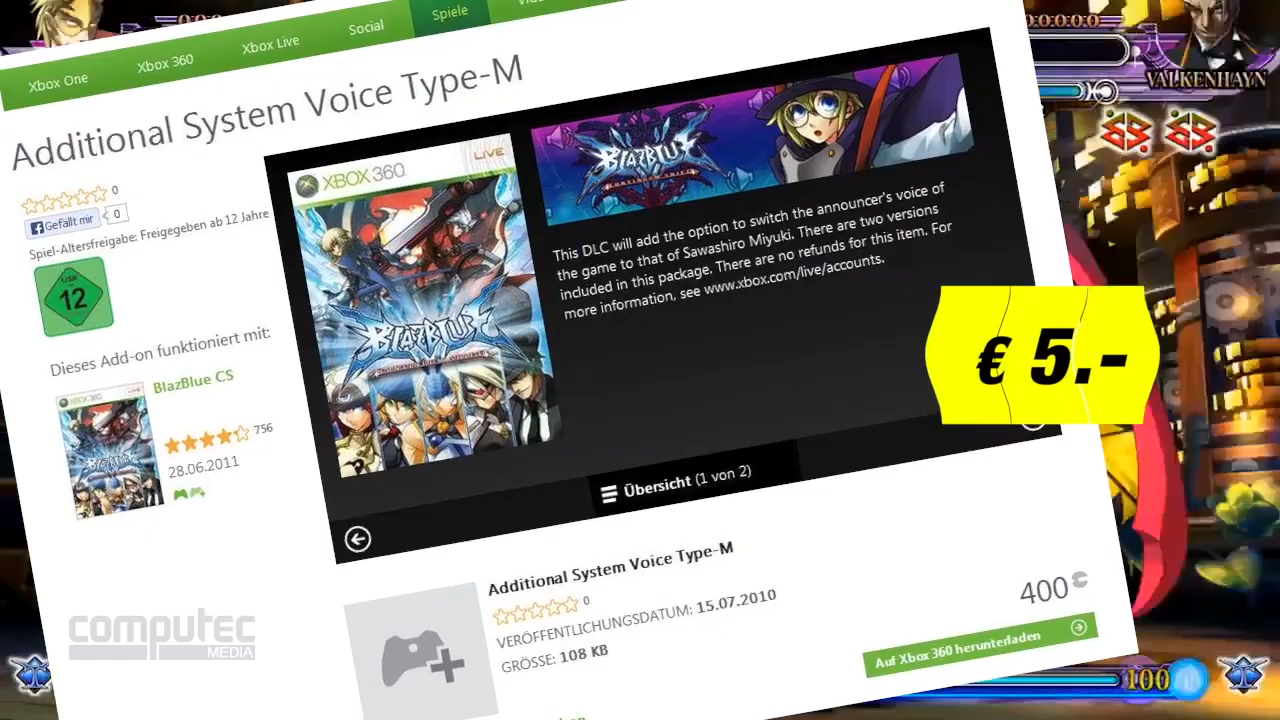 Xbox One
Xbox 360
Xbox Live
Social
Spiele
Additional System Voice Type-M
0
Gefällt mir
0
Spiel-Altersfreigabe: Freigegeben ab 12 Jahre
USK
12
Dieses Add-on funktioniert mit:
BlazBlue CS
756
28.06.2011
XBOX 360
LIVE
BLAZBLUE
BLAZBLUE
CONTINUUM SHIFT
This DLC will add the option to switch the announcer's voice of
the game to that of Sawashiro Miyuki. There are two versions
included in this package. There are no refunds for this item. For
more information, see www.xbox.com/live/accounts.
€ 5.-
Übersicht (1 von 2)
Additional System Voice Type-M
0
VERÖFFENTLICHUNGSDATUM: 15.07.2010
GRÖSSE: 108 KB
400
Auf Xbox 360 herunterladen
VALKENHAYN
100
computec
MEDIA